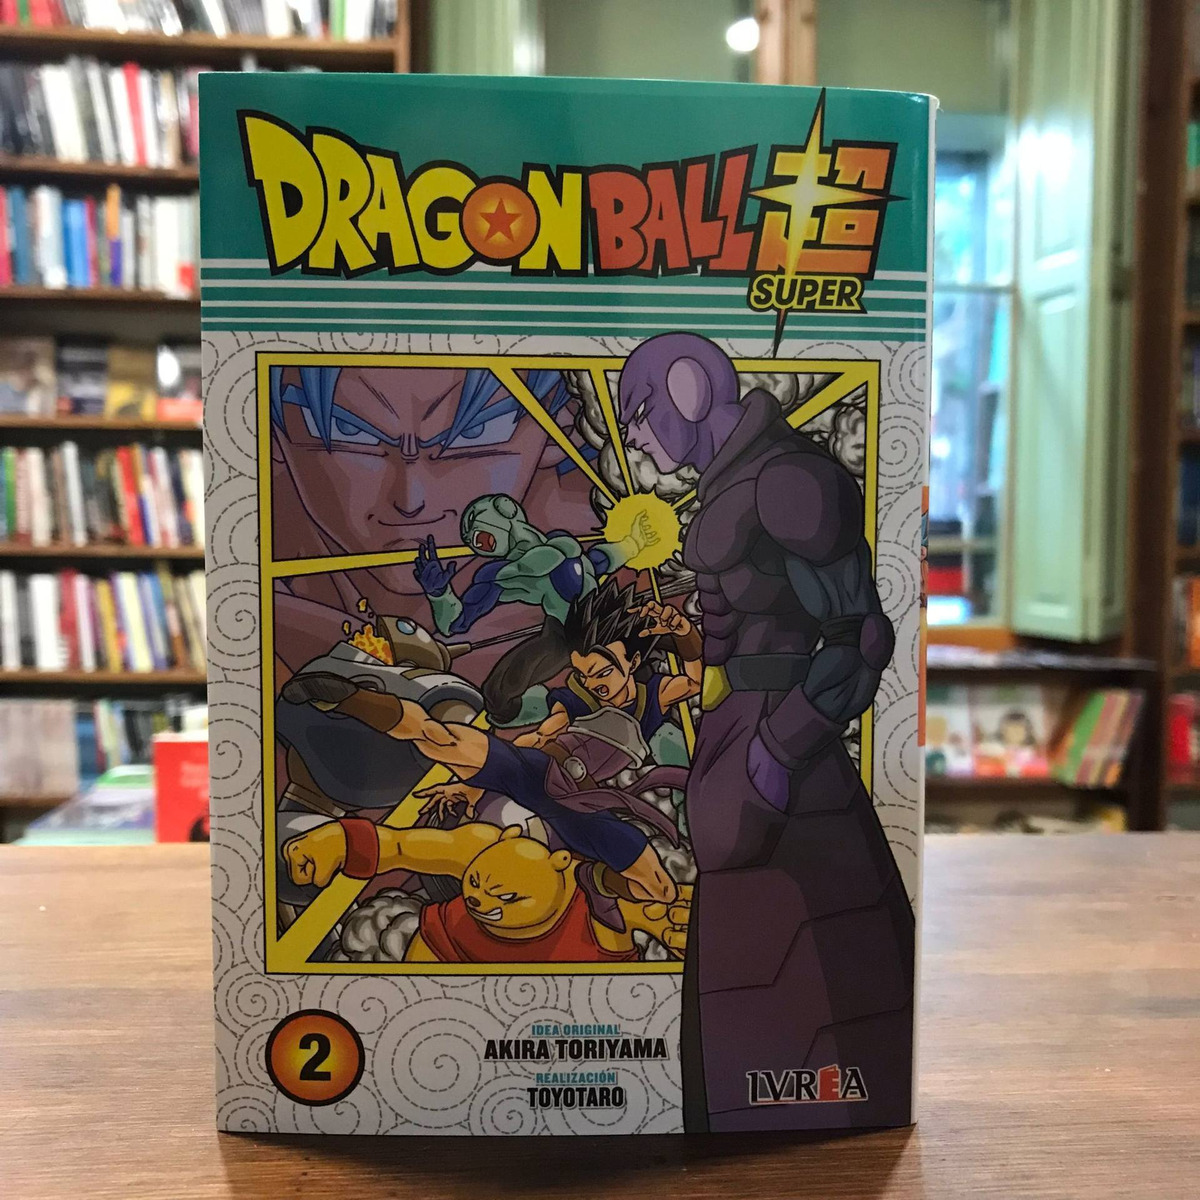 DRAGON BALL 超
SUPER
2
IDEA ORIGINAL
AKIRA TORIYAMA
REALIZACIÓN
TOYOTARO
IVREA